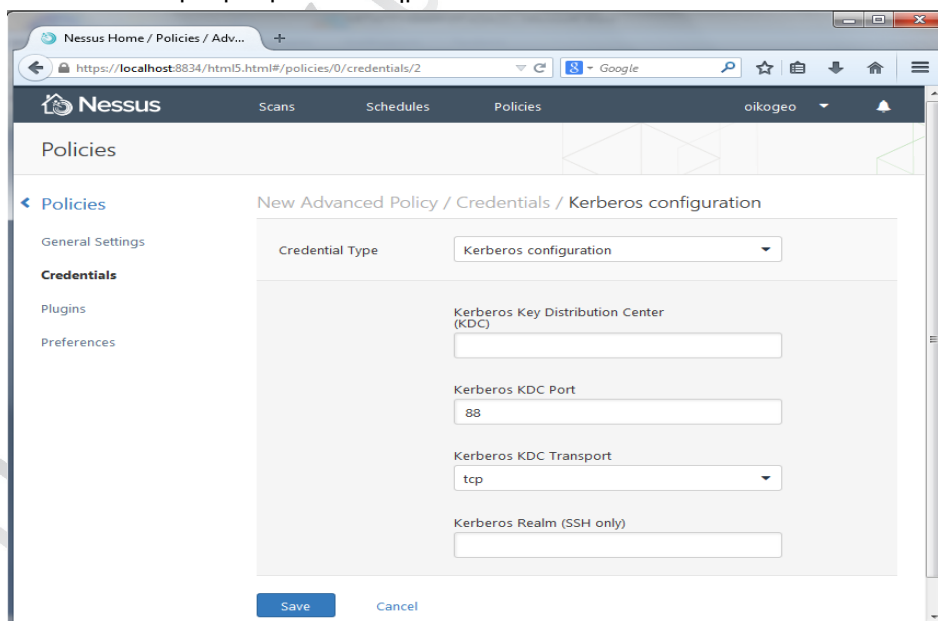 Nessus Home / Policies / Adv...
https://localhost:8834/html5.html#/policies/0/credentials/2
8 Google
Nessus Scans Schedules Policies oikogeo
Policies
Policies
New Advanced Policy / Credentials / Kerberos configuration
General Settings
Credentials
Plugins
Preferences
Credential Type Kerberos configuration
Kerberos Key Distribution Center
(KDC)
Kerberos KDC Port
88
Kerberos KDC Transport
tcp
Kerberos Realm (SSH only)
Save Cancel